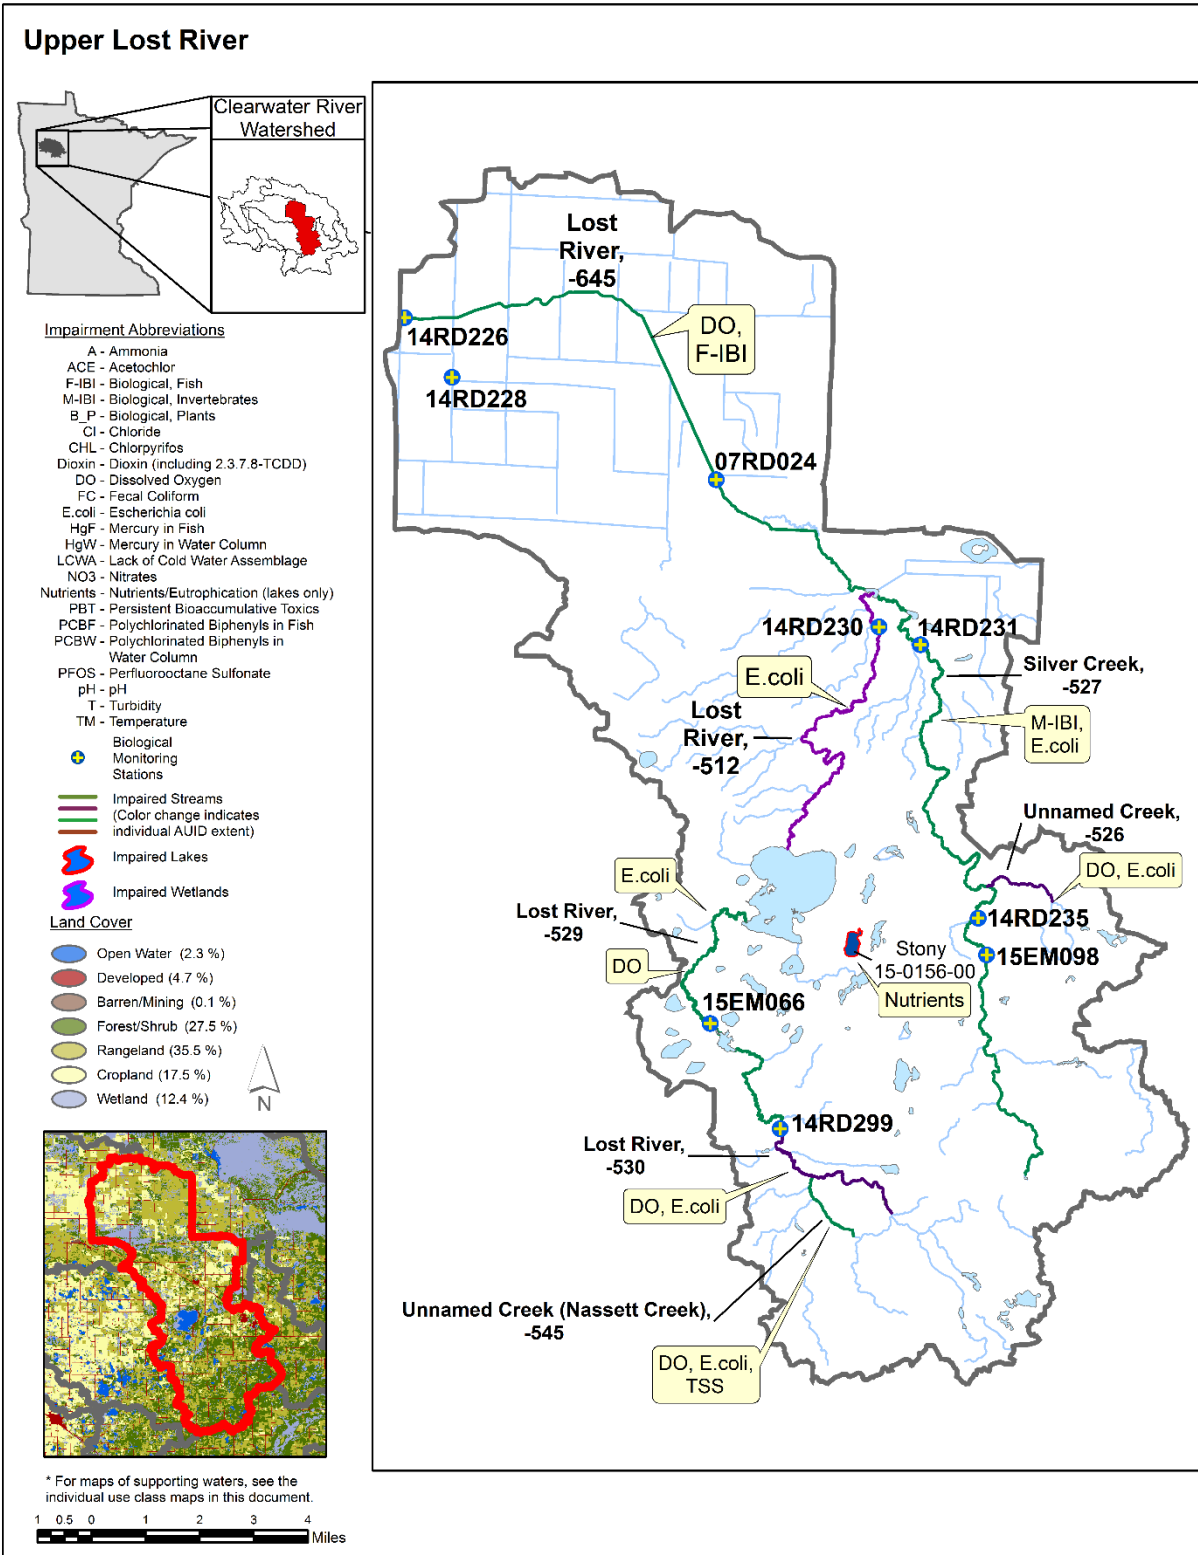 Upper Lost River
Clearwater River
Watershed
Impairment Abbreviations
A - Ammonia
ACE - Acetochlor
F-IBI - Biological, Fish
M-IBI - Biological, Invertebrates
B_P - Biological, Plants
Cl - Chloride
CHL - Chlorpyrifos
Dioxin - Dioxin (including 2.3.7.8-TCDD)
DO - Dissolved Oxygen
FC - Fecal Coliform
E.coli - Escherichia coli
HgF - Mercury in Fish
HgW - Mercury in Water Column
LCWA - Lack of Cold Water Assemblage
NO3 - Nitrates
Nutrients - Nutrients/Eutrophication (lakes only)
PBT - Persistent Bioaccumulative Toxics
PCBF - Polychlorinated Biphenyls in Fish
PCBW - Polychlorinated Biphenyls in
Water Column
PFOS - Perfluorooctane Sulfonate
pH - pH
T - Turbidity
TM - Temperature
Biological
Monitoring
Stations
Impaired Streams
(Color change indicates
individual AUID extent)
Impaired Lakes
Impaired Wetlands
Land Cover
Open Water (2.3 %)
Developed (4.7 %)
Barren/Mining (0.1 %)
Forest/Shrub (27.5 %)
Rangeland (35.5 %)
Cropland (17.5 %)
Wetland (12.4 %)
N
* For maps of supporting waters, see the
individual use class maps in this document.
1 0.5 0 1 2 3 4
Miles
Lost
River,
-645
DO,
F-IBI
14RD226
14RD228
07RD024
14RD230
14RD231
Silver Creek,
-527
E.coli
M-IBI,
E.coli
Lost
River,
-512
Unnamed Creek,
-526
DO, E.coli
E.coli
Lost River,
-529
DO
14RD235
15EM098
Stony
15-0156-00
Nutrients
15EM066
14RD299
Lost River,
-530
DO, E.coli
Unnamed Creek (Nassett Creek),
-545
DO, E.coli,
TSS